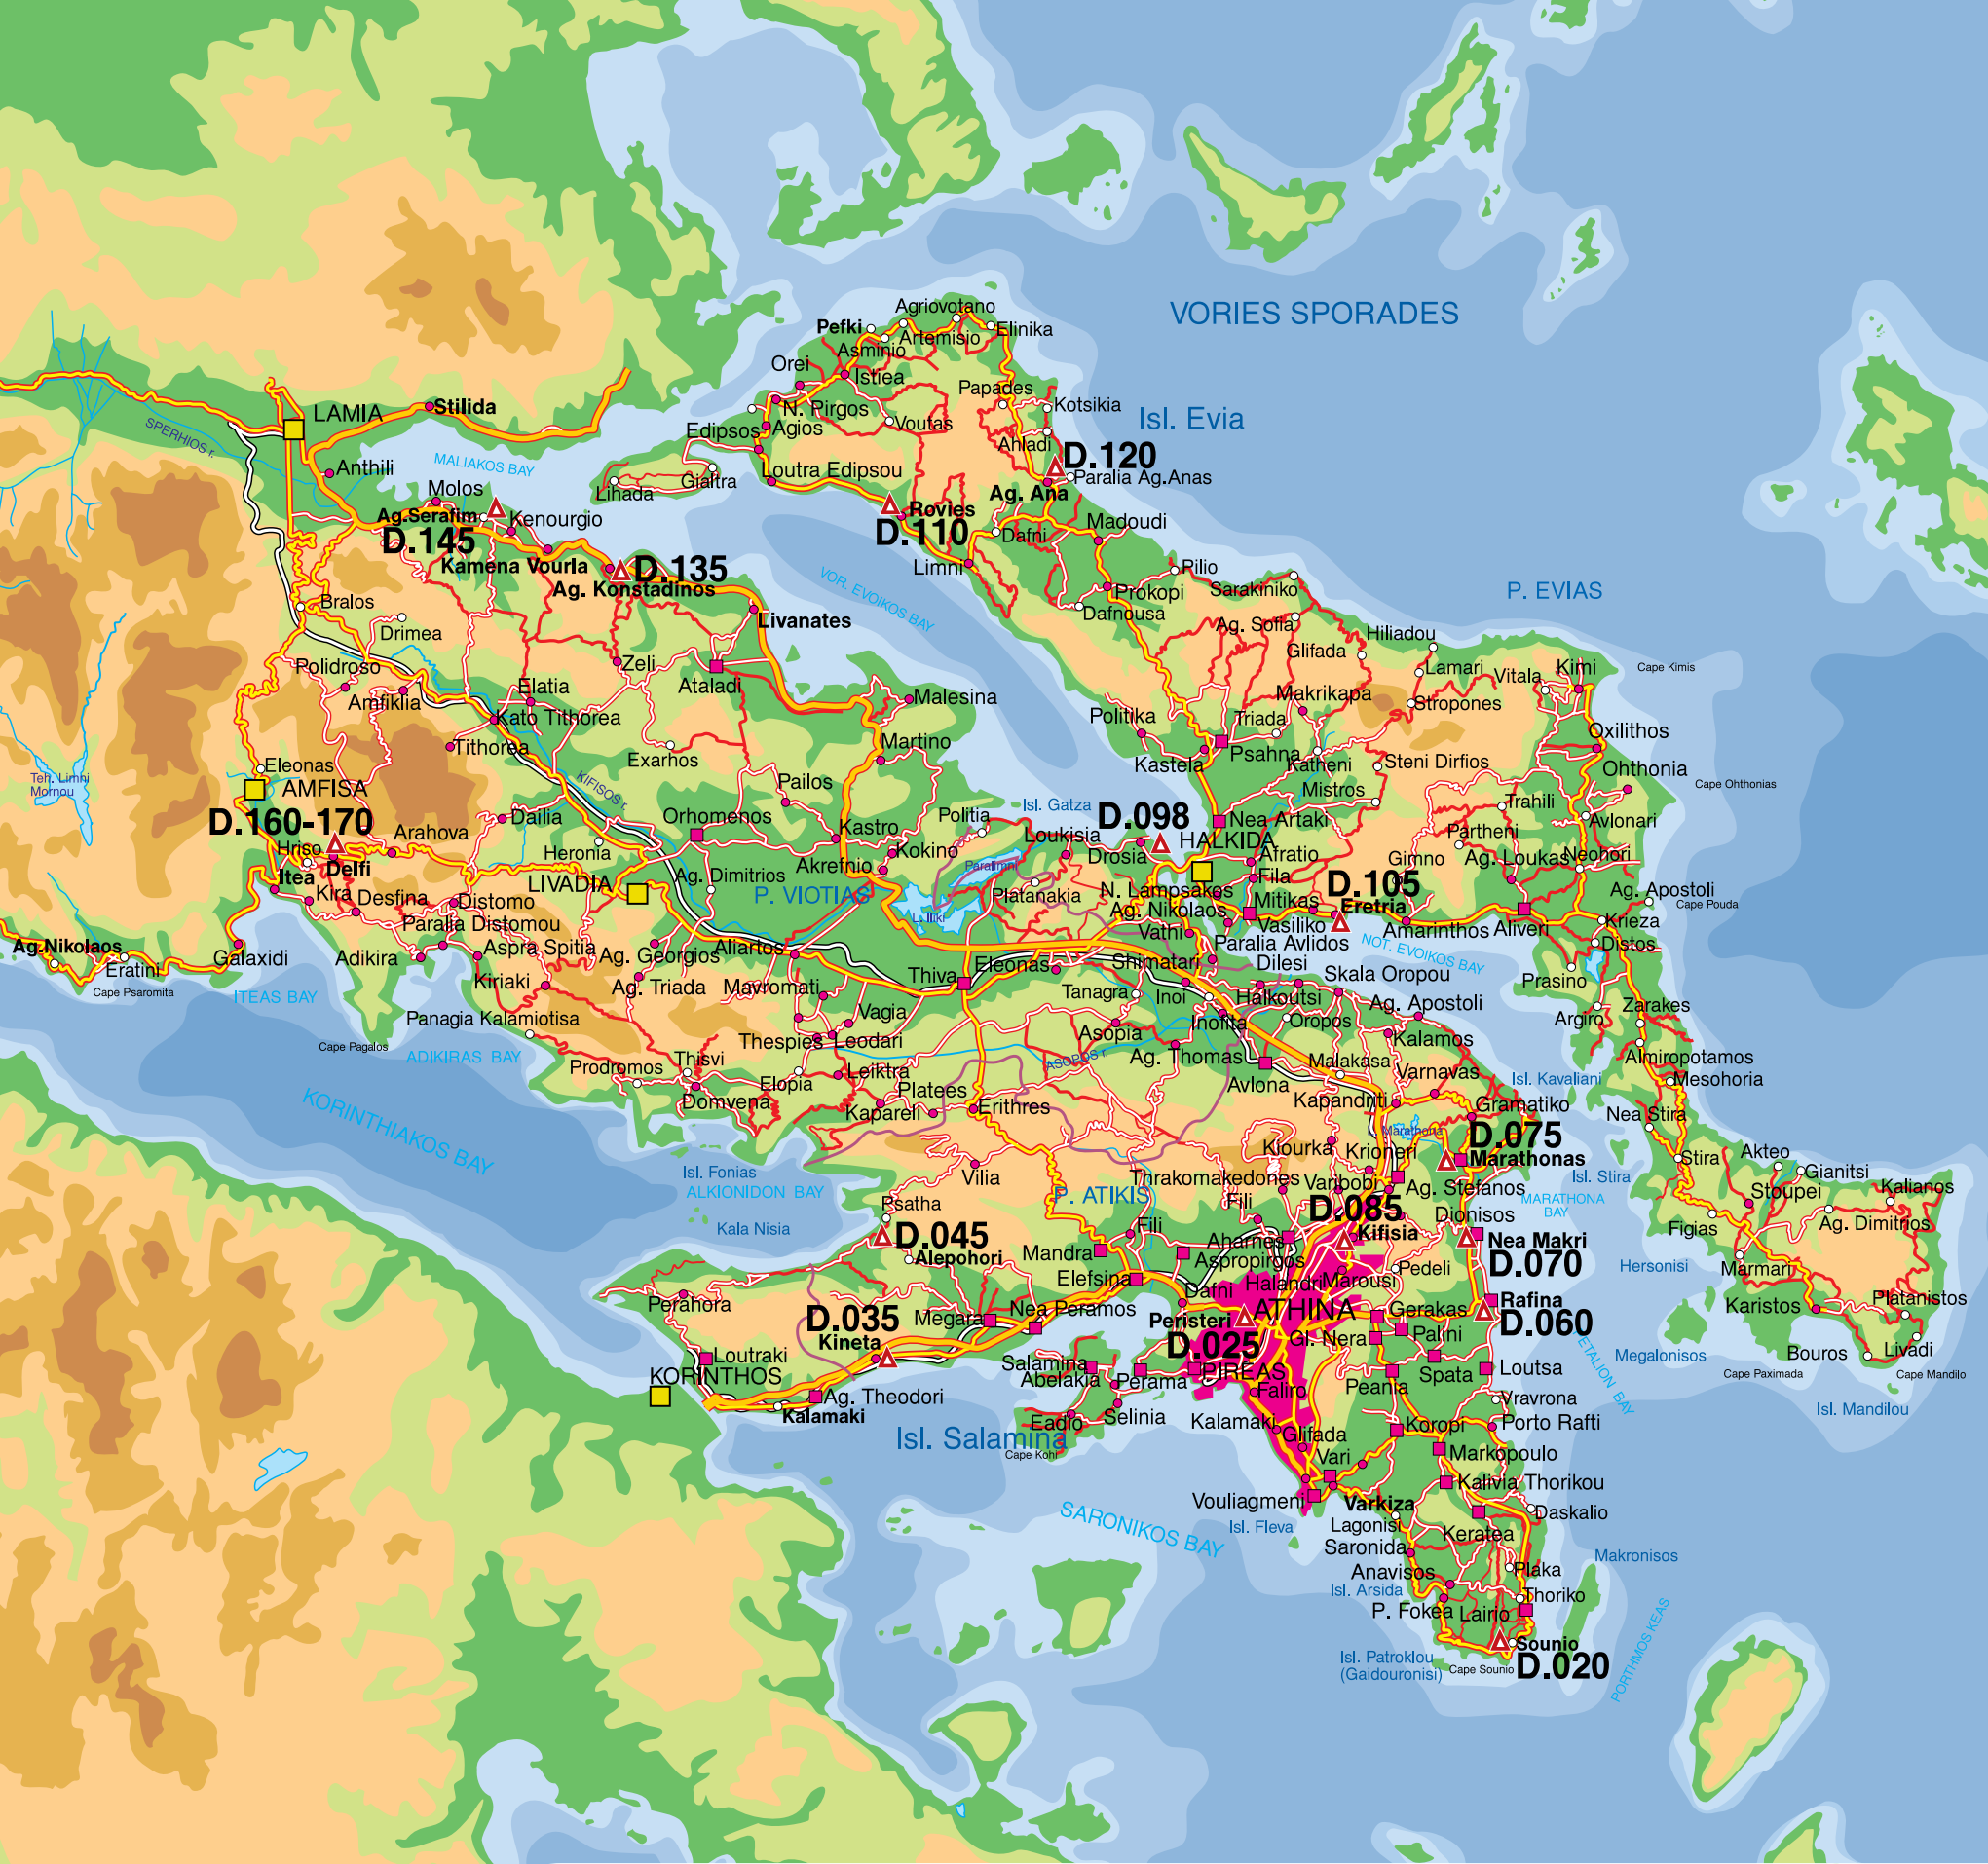 VORIES SPORADES
Agriovotano
Pefki
Artemisio
Elinika
Asminio
Orei
Istiea
Papades
LAMIA
Stilida
N. Pirgos
Voutas
Kotsikia
Isl. Evia
SPERHIOS r.
Edipsos
Agios
Ahladi
D.120
Anthili
MALIAKOS BAY
Loutra Edipsou
Gialtra
Paralia Ag.Anas
Molos
Lihada
Ag. Ana
Ag.Serafim
Kenourgio
Rovies
D.145
D.110
Dafni
Madoudi
Kamena Vourla
D.135
Limni
Pilio
Ag. Konstadinos
VOR. EVOIKOS BAY
Prokopi
Sarakiniko
P. EVIAS
Bralos
Dafnousa
Livanates
Ag. Sofia
Drimea
Hiliadou
Glifada
Polidroso
Zeli
Lamari
Vitala
Kimi
Cape Kimis
Elatia
Ataladi
Makrikapa
Amfiklia
Malesina
Stropones
Kato Tithorea
Politika
Triada
Oxilithos
Tithorea
Martino
Psahna
Exarhos
Kastela
Katheni
Steni Dirfios
Eleonas
Ohthonia
Teh. Limni
Mornou
AMFISA
KIFISOS r.
Pailos
Mistros
Cape Ohthonias
Isl. Gatza
Trahili
D.160-170
Dailia
Orhomenos
Politia
D.098
Nea Artaki
Avlonari
Arahova
Kastro
Loukisia
HALKIDA
Partheni
Hriso
Heronia
Kokino
Drosia
Afratio
Gimno
Ag. Loukas
Neohori
Delfi
Akrefnio
Paralimni
Itea
Ag. Dimitrios
Fila
LIVADIA
Platanakia
N. Lampsakos
D.105
Ag. Apostoli
Kira
Desfina
Distomo
P. VIOTIAS
L. Iliki
Mitikas
Eretria
Cape Pouda
Ag. Nikolaos
Paralia Distomou
Vasiliko
Amarinthos
Aliveri
Krieza
Ag.Nikolaos
Aspra Spitia
Aliartos
Vathi
Paralia Avlidos
NOT. EVOIKOS BAY
Distos
Eratini
Galaxidi
Adikira
Ag. Georgios
Shimatari
Dilesi
Kiriaki
Thiva
Eleonas
Skala Oropou
Prasino
Cape Psaromita
ITEAS BAY
Ag. Triada
Mavromati
Tanagra
Inoi
Halkoutsi
Ag. Apostoli
Zarakes
Panagia Kalamiotisa
Vagia
Inofita
Oropos
Argiro
Cape Pagalos
Thespies
Leodari
Asopia
Kalamos
ADIKIRAS BAY
Thisvi
ASOPOS r.
Ag. Thomas
Malakasa
Almiropotamos
Prodromos
Elopia
Leiktra
Avlona
Varnavas
Isl. Kavaliani
Mesohoria
Domvena
Platees
Kapareli
Erithres
Kapandriti
Gramatiko
Nea Stira
KORINTHIAKOS BAY
Marathona
D.075
Kiourka
Krioneri
Marathonas
Stira
Akteo
Isl. Fonias
Vilia
Thrakomakedones
Varibobi
Isl. Stira
Gianitsi
ALKIONIDON BAY
P. ATIKIS
Ag. Stefanos
MARATHONA
BAY
Stoupei
Kalianos
Psatha
Fili
D.085
Dionisos
Figias
Ag. Dimitrios
Kala Nisia
D.045
Fili
Kifisia
Mandra
Aharnes
Nea Makri
Alepohori
Aspropirgos
D.070
Hersonisi
Marmari
Elefsina
Pedeli
Halandri
Marousi
Perahora
Dafni
Rafina
D.035
Megara
Nea Peramos
ATHINA
Gerakas
Karistos
Platanistos
Peristeri
D.060
Kineta
D.025
Gl. Nera
Palini
Loutraki
Megalonisos
Bouros
Livadi
KORINTHOS
Salamina
PIREAS
Spata
Loutsa
Abelakia
Perama
Peania
Cape Paximada
Cape Mandilo
Ag. Theodori
Faliro
Vravrona
Kalamaki
Eadio
Selinia
Kalamaki
Koropi
Porto Rafti
Isl. Mandilou
Isl. Salamina
Glifada
Cape Kohi
Vari
Markopoulo
Kalivia Thorikou
Vouliagmeni
Varkiza
SARONIKOS BAY
Isl. Fleva
Lagonisi
Daskalio
Keratea
Saronida
Makronisos
Anavisos
Plaka
Isl. Arsida
Thoriko
P. Fokea
Lairio
Sounio
Isl. Patroklou
(Gaidouronisi)
Cape Sounio
D.020
PORTHMOS KEAS